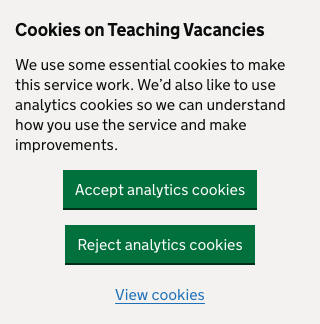 Cookies on Teaching Vacancies
We use some essential cookies to make
this service work. We’d also like to use
analytics cookies so we can understand
how you use the service and make
improvements.
Accept analytics cookies
Reject analytics cookies
View cookies